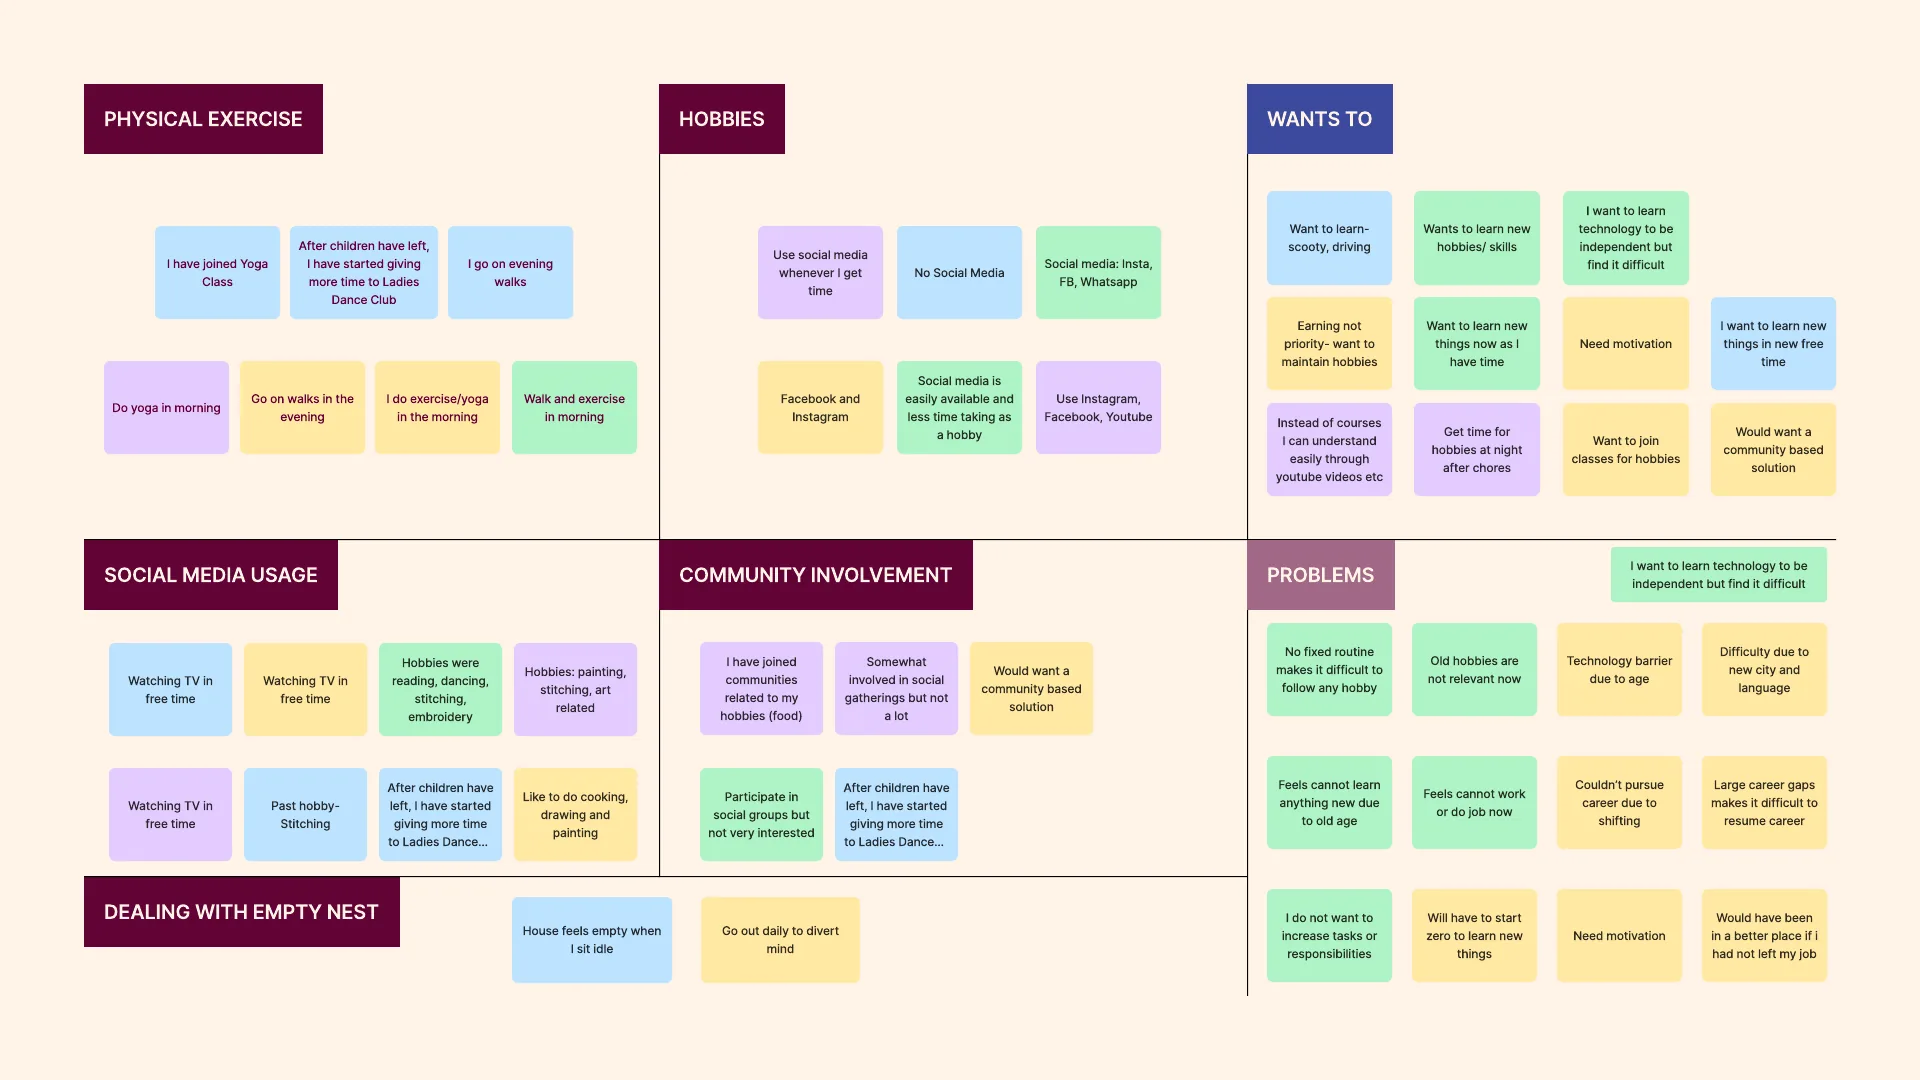 PHYSICAL EXERCISE
I have joined Yoga
Class
After children have left,
I have started giving
more time to Ladies
Dance Club
I go on evening
walks
Do yoga in morning
Go on walks in the
evening
I do exercise/yoga
in the morning
Walk and exercise
in morning
HOBBIES
Use social media
whenever I get
time
No Social Media
Social media: Insta,
FB, Whatsapp
Facebook and
Instagram
Social media is
easily available and
less time taking as
a hobby
Use Instagram,
Facebook, Youtube
WANTS TO
Want to learn-
scooty, driving
Wants to learn new
hobbies/ skills
I want to learn
technology to be
independent but
find it difficult
Earning not
priority- want to
maintain hobbies
Want to learn new
things now as I
have time
Need motivation
I want to learn new
things in new free
time
Instead of courses
I can understand
easily through
youtube videos etc
Get time for
hobbies at night
after chores
Want to join
classes for hobbies
Would want a
community based
solution
SOCIAL MEDIA USAGE
Watching TV in
free time
Watching TV in
free time
Hobbies were
reading, dancing,
stitching,
embroidery
Hobbies: painting,
stitching, art
related
Watching TV in
free time
Past hobby-
Stitching
After children have
left, I have started
giving more time
to Ladies Dance...
Like to do cooking,
drawing and
painting
COMMUNITY INVOLVEMENT
I have joined
communities
related to my
hobbies (food)
Somewhat
involved in social
gatherings but not
a lot
Would want a
community based
solution
Participate in
social groups but
not very interested
After children have
left, I have started
giving more time
to Ladies Dance...
PROBLEMS
I want to learn technology to be
independent but find it difficult
No fixed routine
makes it difficult to
follow any hobby
Old hobbies are
not relevant now
Technology barrier
due to age
Difficulty due to
new city and
language
Feels cannot learn
anything new due
to old age
Feels cannot work
or do job now
Couldn't pursue
career due to
shifting
Large career gaps
makes it difficult to
resume career
I do not want to
increase tasks or
responsibilities
Will have to start
zero to learn new
things
Need motivation
Would have been
in a better place if i
had not left my job
DEALING WITH EMPTY NEST
House feels empty when
I sit idle
Go out daily to divert
mind